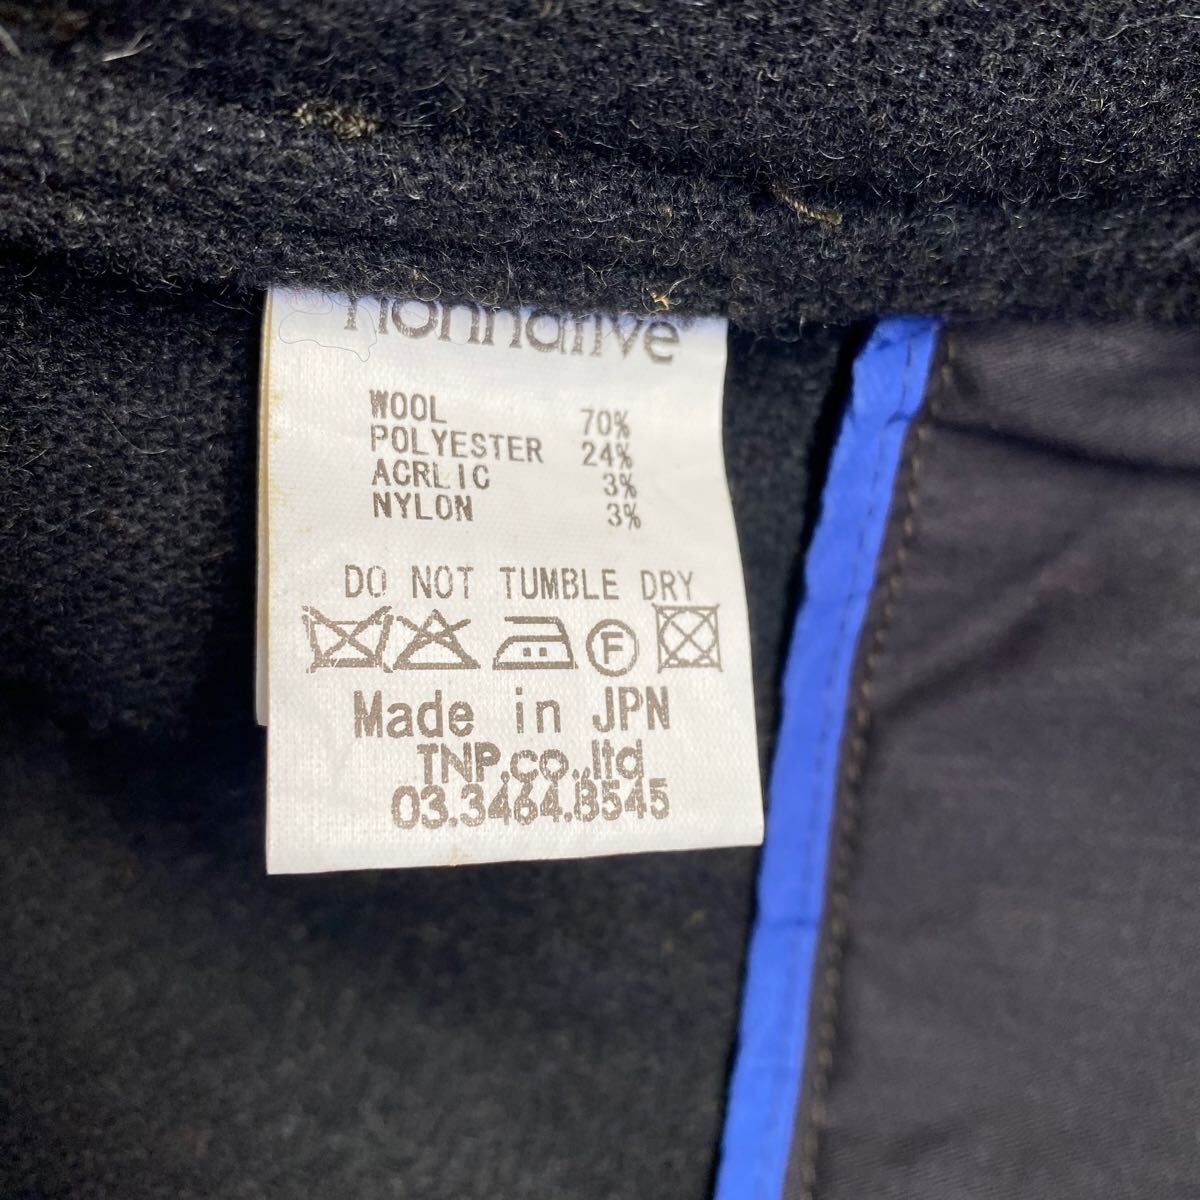 nonnative
WOOL 70%
POLYESTER 24%
ACRLIC 3%
NYLON 3%
DO NOT TUMBLE DRY
F
Made in JPN
TNP.co.,ltd
03.3464.8545